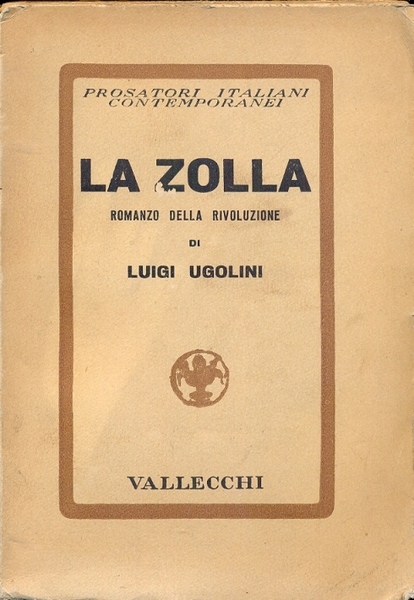 PROSATORI ITALIANI
CONTEMPORANEI
LA ZOLLA
ROMANZO DELLA RIVOLUZIONE
DI
LUIGI UGOLINI
VALLECCHI